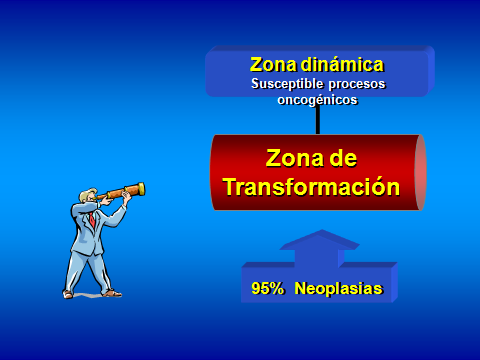 Zona dinámica
Susceptible procesos
oncogénicos
Zona de
Transformación
95% Neoplasias